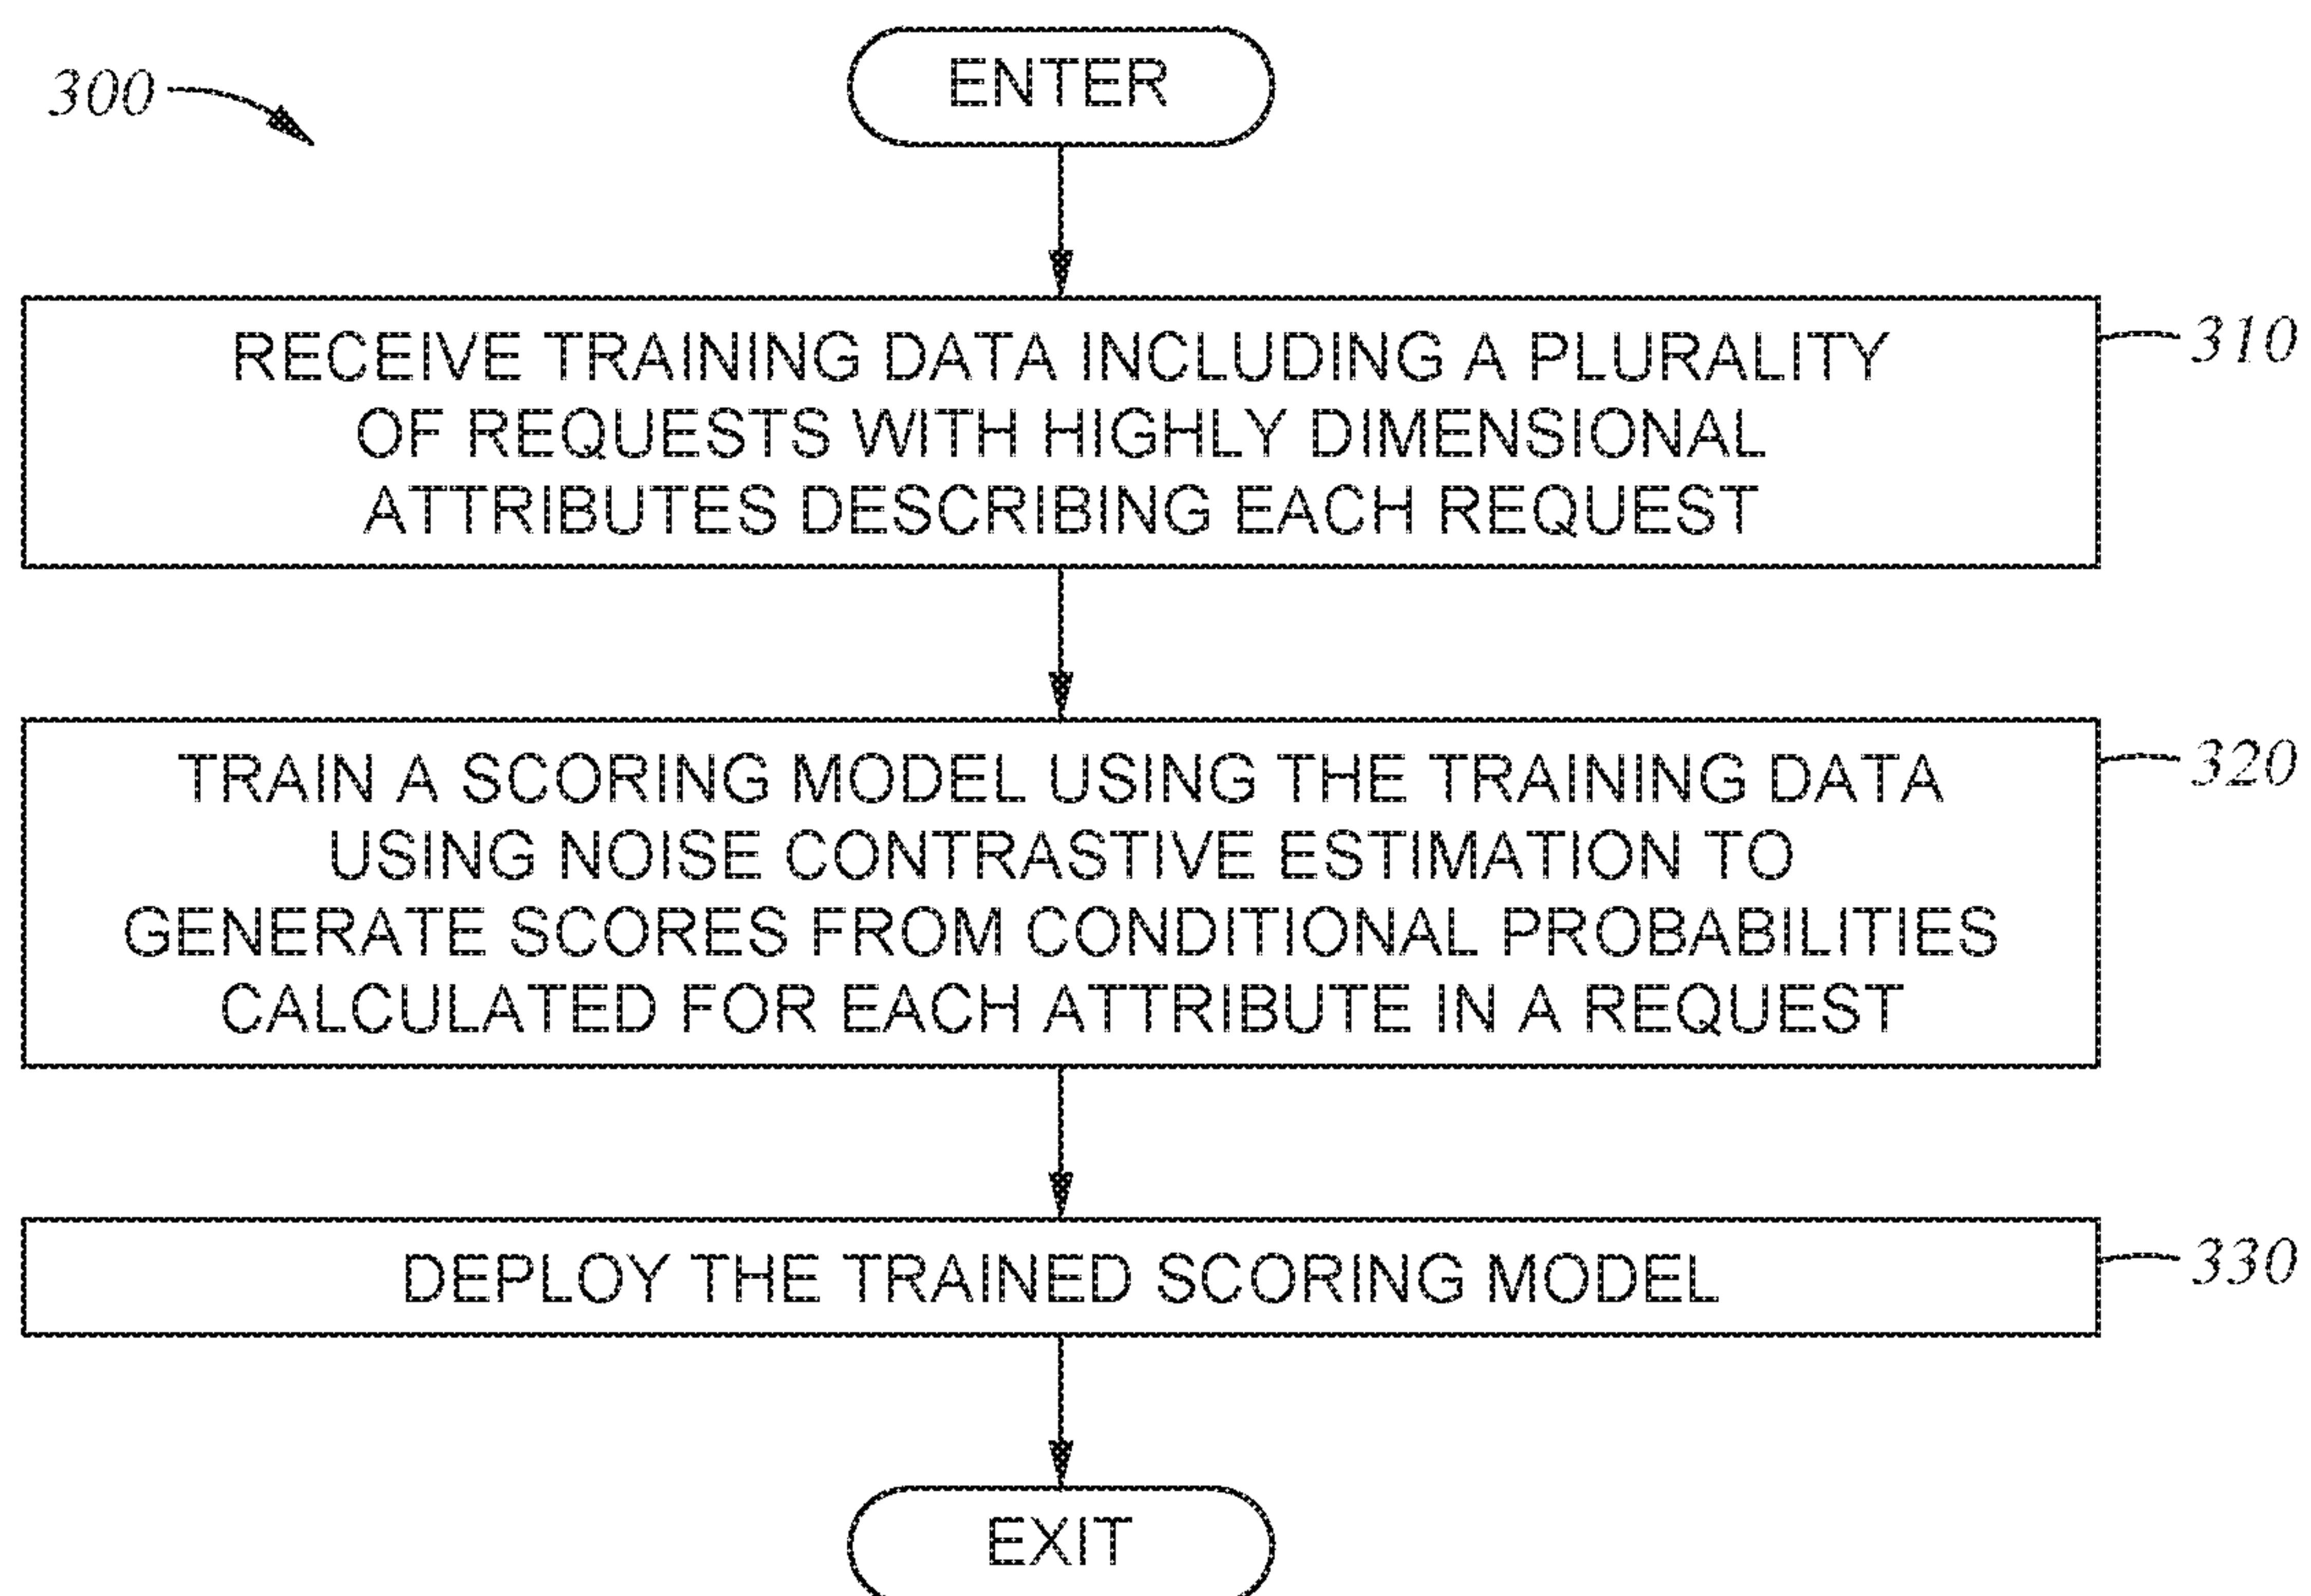 300
ENTER
RECEIVE TRAINING DATA INCLUDING A PLURALITY
OF REQUESTS WITH HIGHLY DIMENSIONAL
ATTRIBUTES DESCRIBING EACH REQUEST
310
TRAIN A SCORING MODEL USING THE TRAINING DATA
USING NOISE CONTRASTIVE ESTIMATION TO
GENERATE SCORES FROM CONDITIONAL PROBABILITIES
CALCULATED FOR EACH ATTRIBUTE IN A REQUEST
320
DEPLOY THE TRAINED SCORING MODEL
330
EXIT